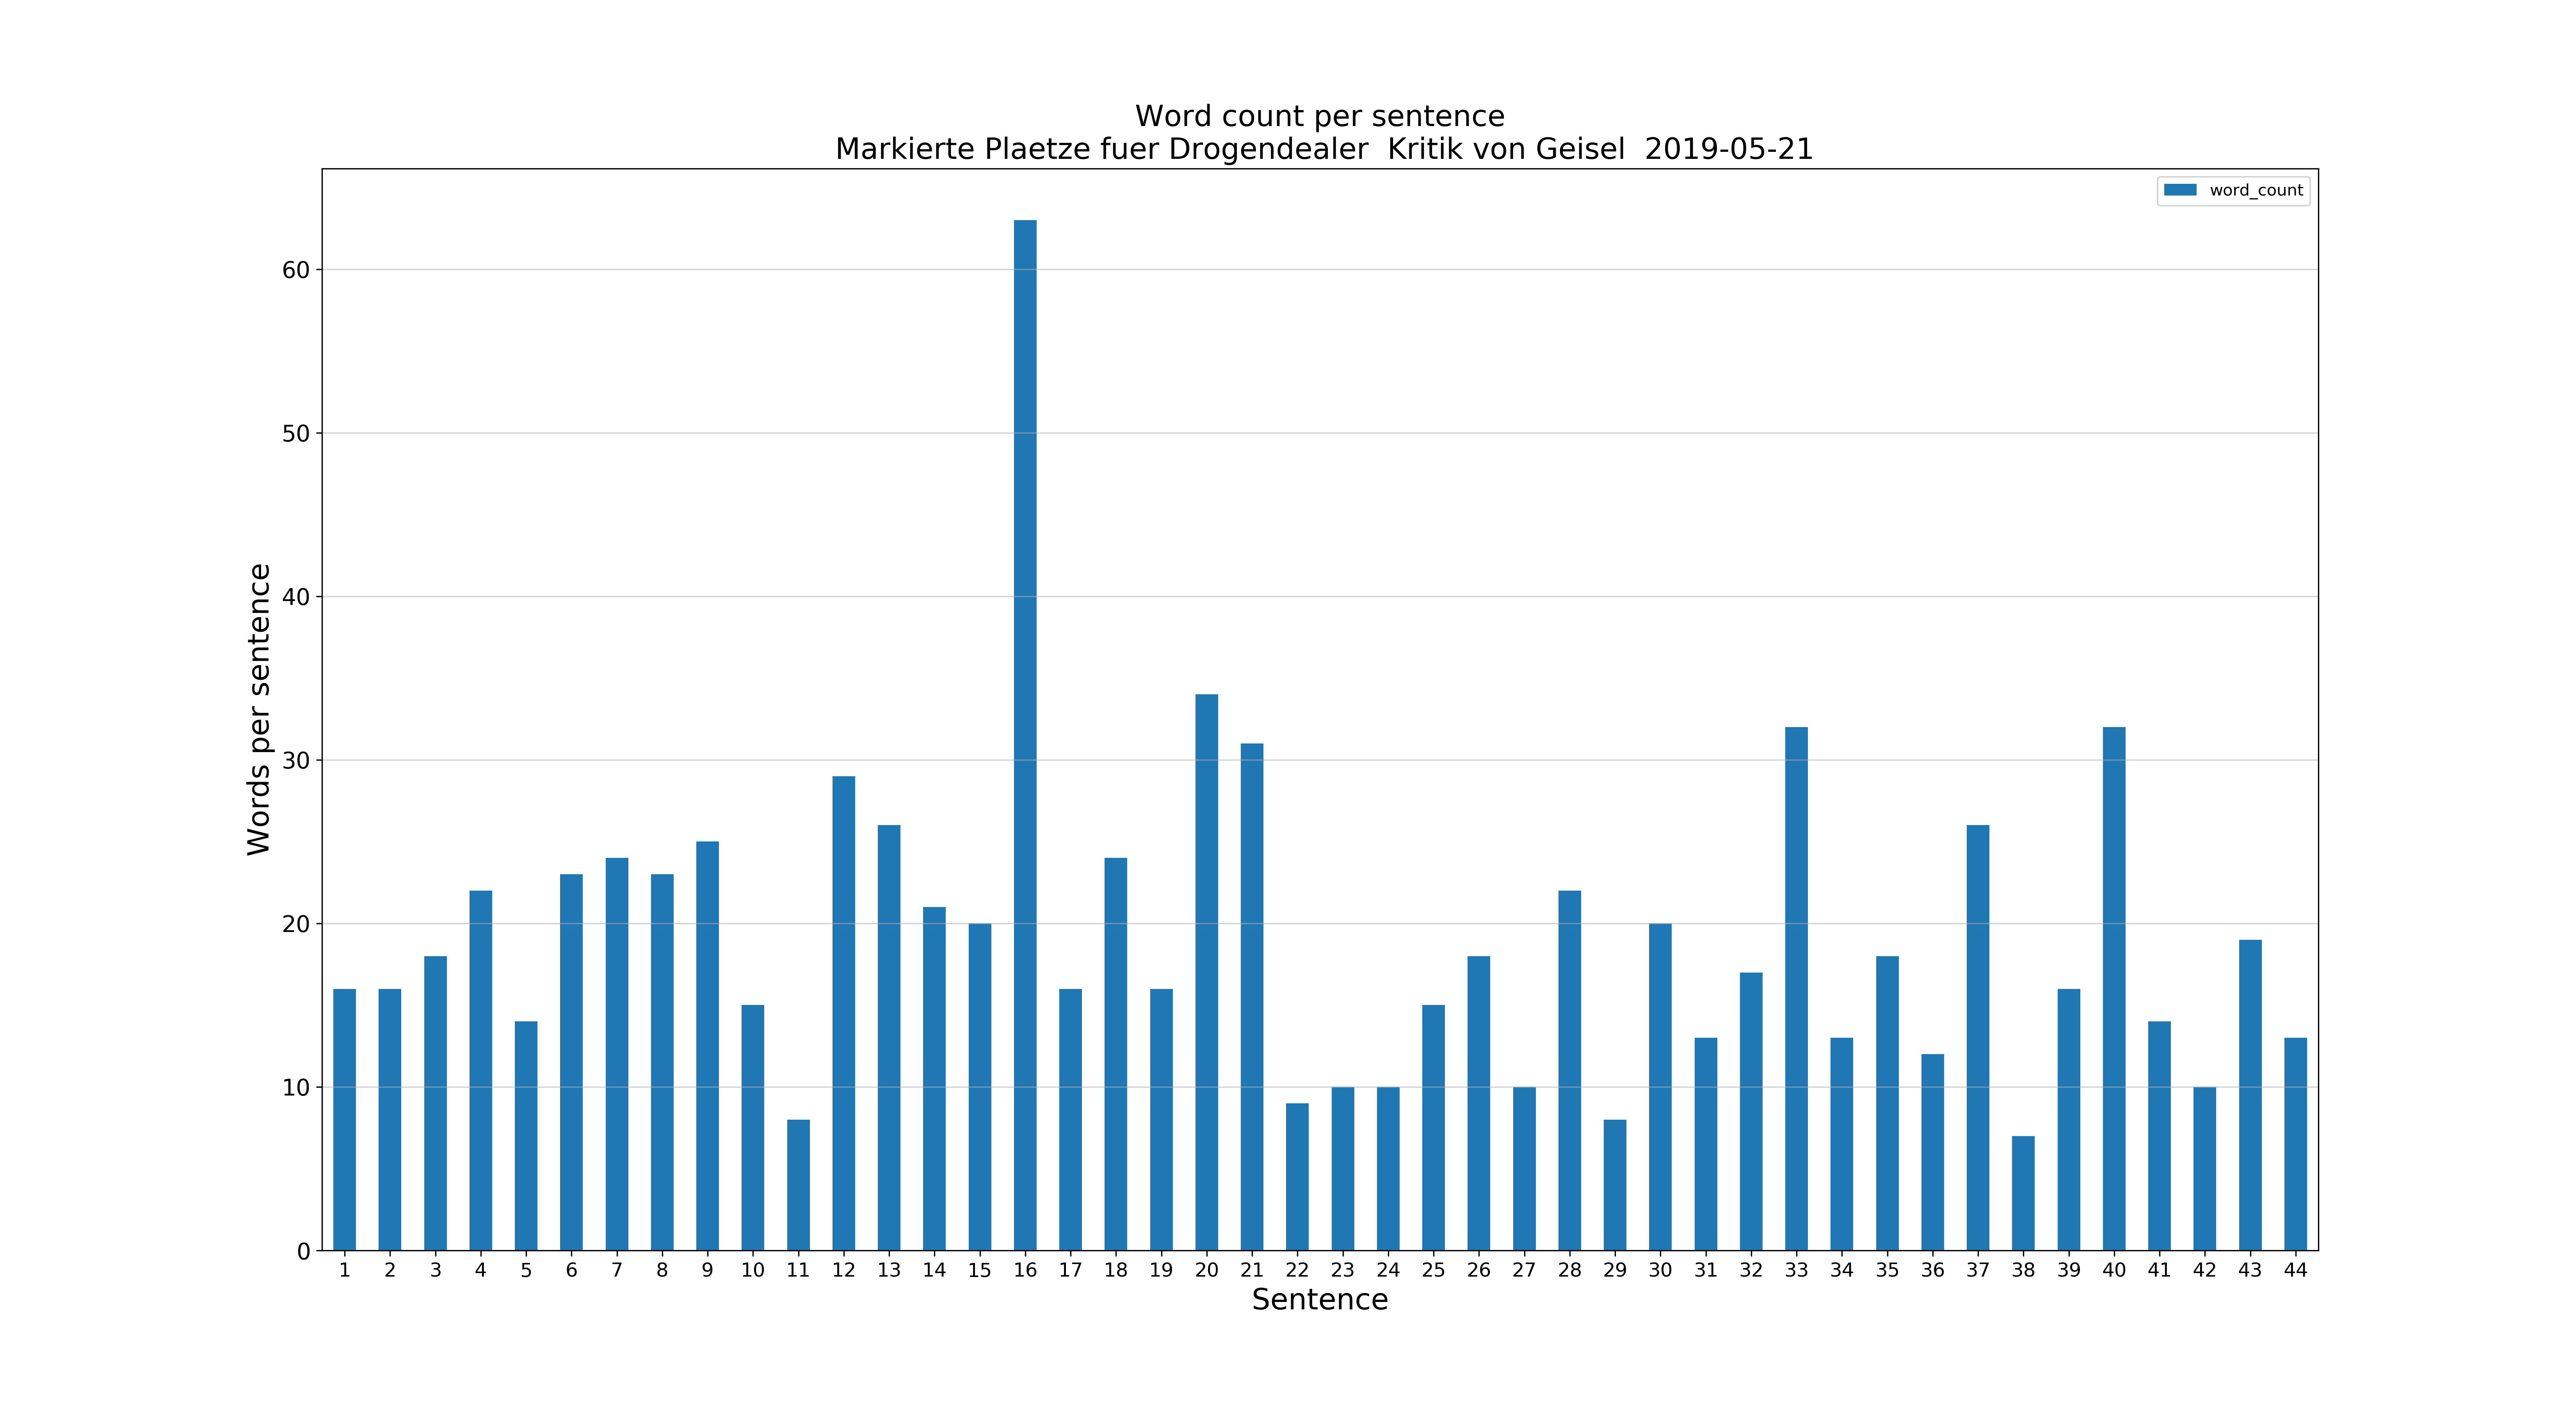 Word count per sentence
Markierte Plaetze fuer Drogendealer  Kritik von Geisel  2019-05-21
word_count
60
50
40
30
20
10
0
Words per sentence
1 2 3 4 5 6 7 8 9 10 11 12 13 14 15 16 17 18 19 20 21 22 23 24 25 26 27 28 29 30 31 32 33 34 35 36 37 38 39 40 41 42 43 44
Sentence